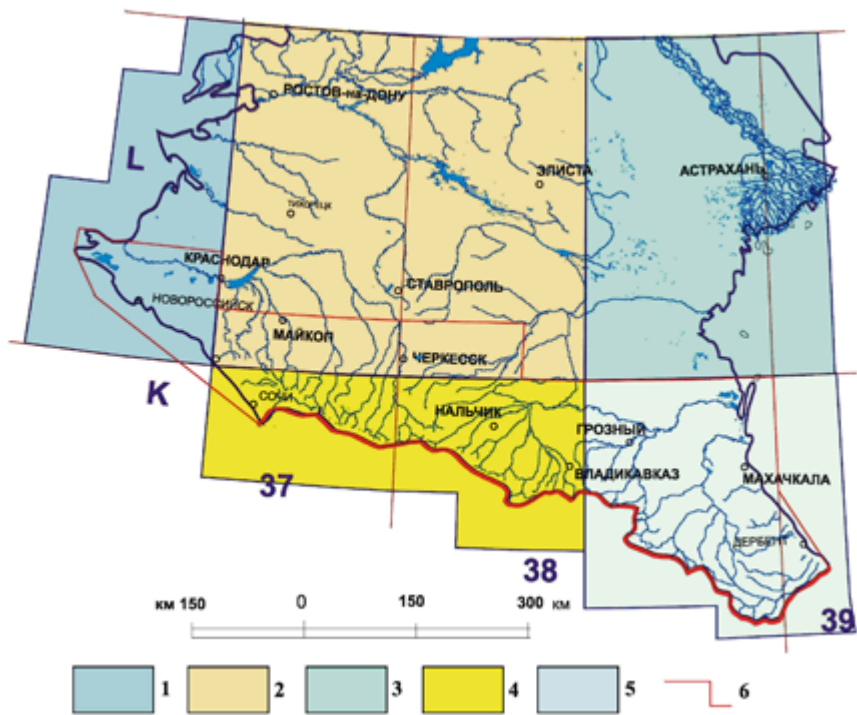 РОСТОВ-на-ДОНУ
L
ЭЛИСТА
АСТРАХАНЬ
ТИХОРЕЦК
КРАСНОДАР
СТАВРОПОЛЬ
НОВОРОССИЙСК
МАЙКОП
ЧЕРКЕССК
K
СОЧИ
НАЛЬЧИК
ГРОЗНЫЙ
ВЛАДИКАВКАЗ
МАХАЧКАЛА
37
ДЕРБЕНТ
38
39
км 150 0 150 300 км
1 2 3 4 5 6